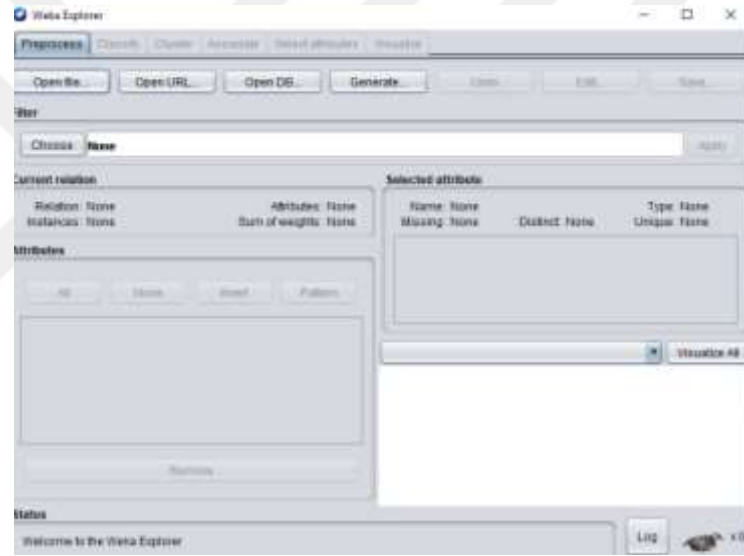 Weka Explorer
Preprocess Classify Cluster Associate Select attributes Visualize
Open file... Open URL... Open DB... Generate... Undo Edit... Save...
Filter
Choose None Apply
Current relation
Relation: None Attributes: None
Instances: None Sum of weights: None
Selected attribute
Name: None Type: None
Missing: None Distinct: None Unique: None
Attributes
All None Invert Pattern
Visualize All
Remove
Status
Welcome to the Weka Explorer
Log
x 0